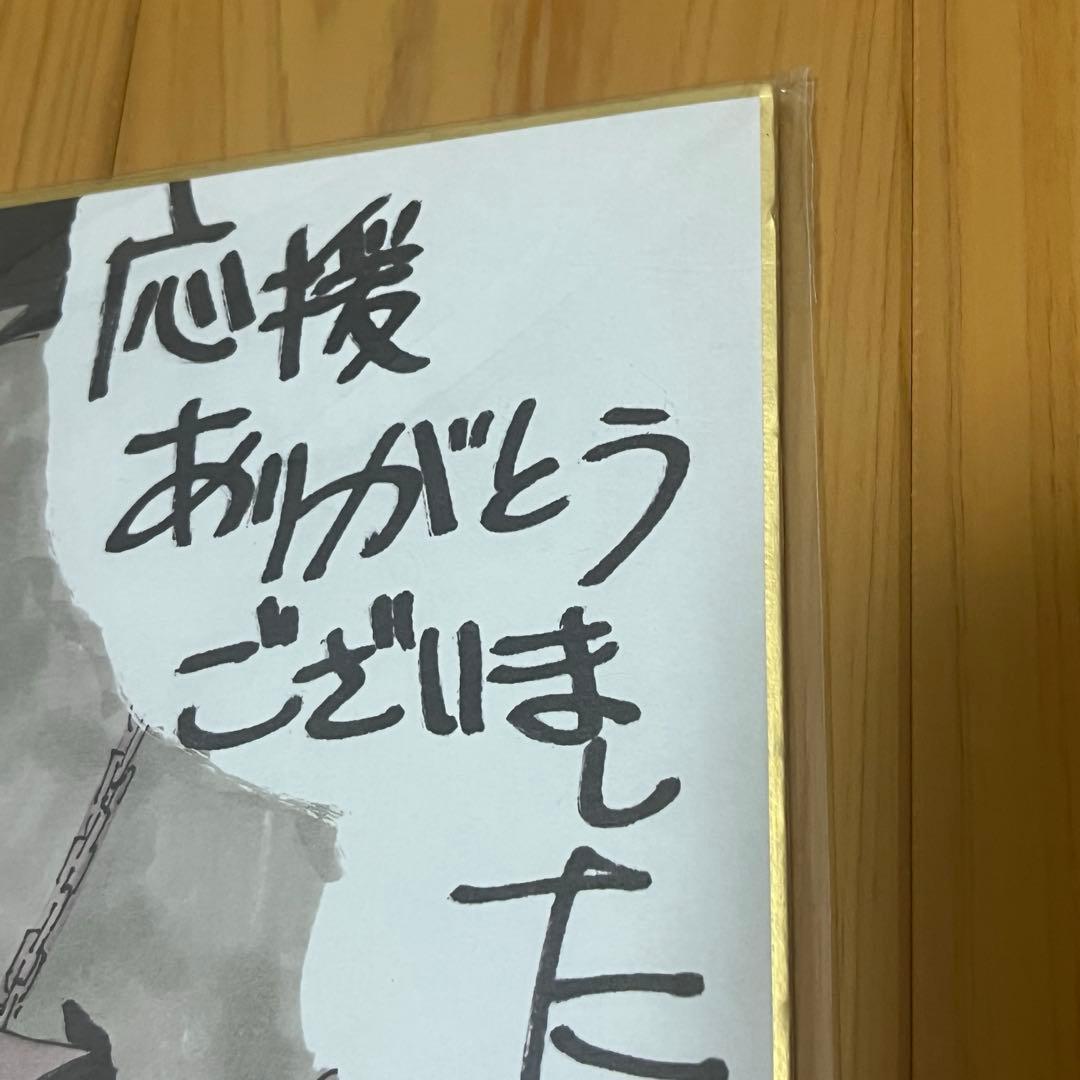 応援
ありがとう
ございまし
た